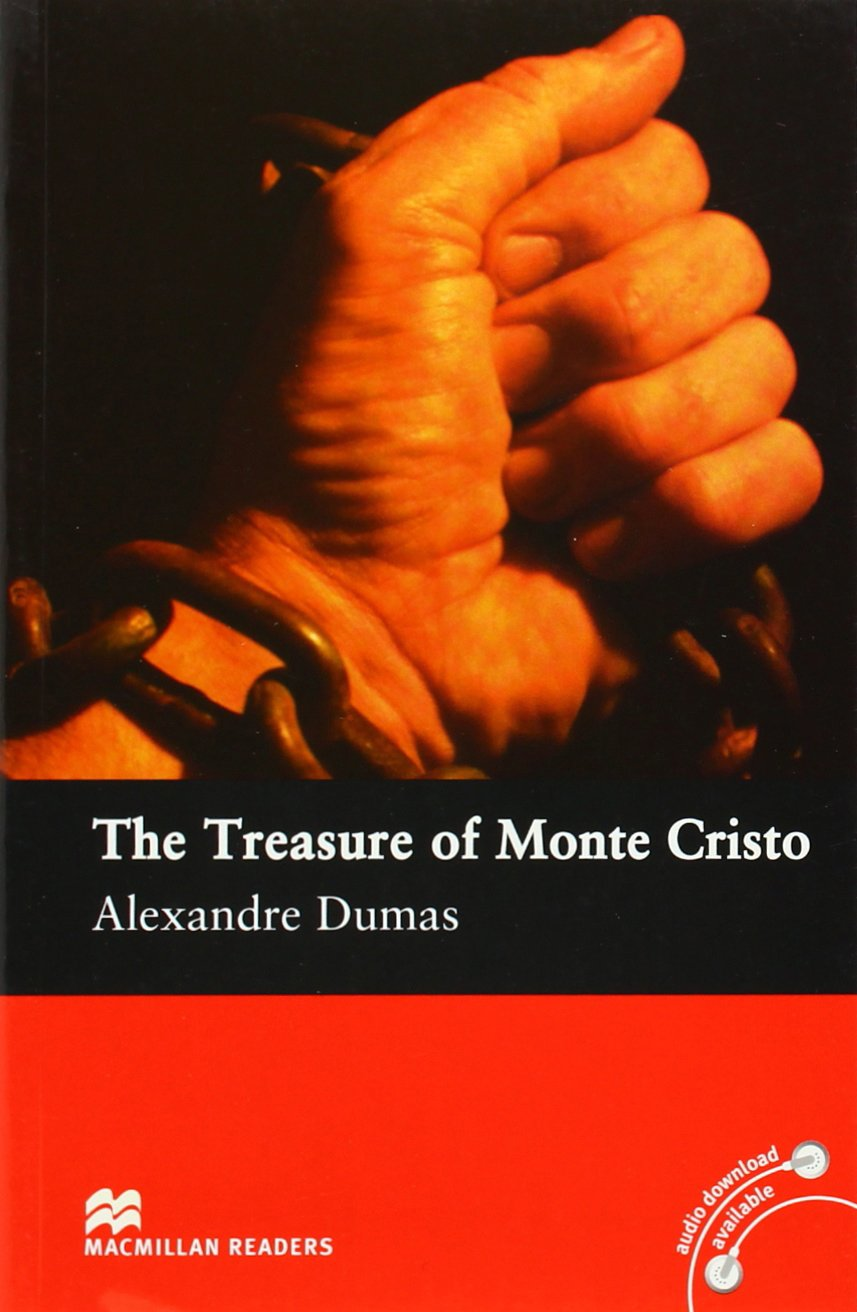 The Treasure of Monte Cristo
Alexandre Dumas
MACMILLAN READERS
audio download
available